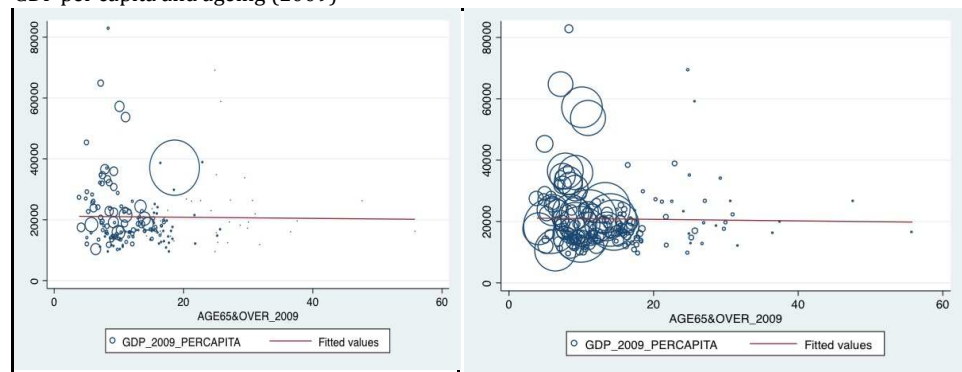 GDP per capita and ageing (2009)
80000
60000
40000
20000
0
0 20 40 60
AGE65&OVER_2009
GDP_2009_PERCAPITA Fitted values
80000
60000
40000
20000
0
0 20 40 60
AGE65&OVER_2009
GDP_2009_PERCAPITA Fitted values